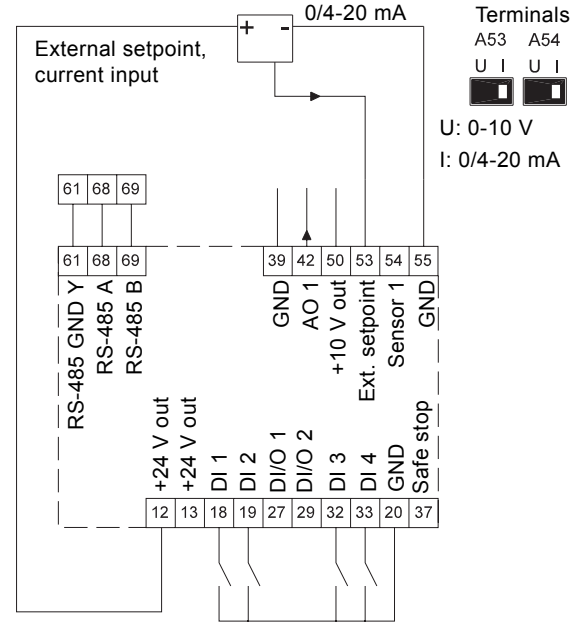 0/4-20 mA
+ -
External setpoint,
current input
Terminals
A53 A54
U I U I
U: 0-10 V
I: 0/4-20 mA
61 68 69
61 68 69
39 42 50 53 54 55
RS-485 GND Y
RS-485 A
RS-485 B
GND
AO 1
+10 V out
Ext. setpoint
Sensor 1
GND
+24 V out
+24 V out
DI 1
DI 2
DI/O 1
DI/O 2
DI 3
DI 4
GND
Safe stop
12 13 18 19 27 29 32 33 20 37